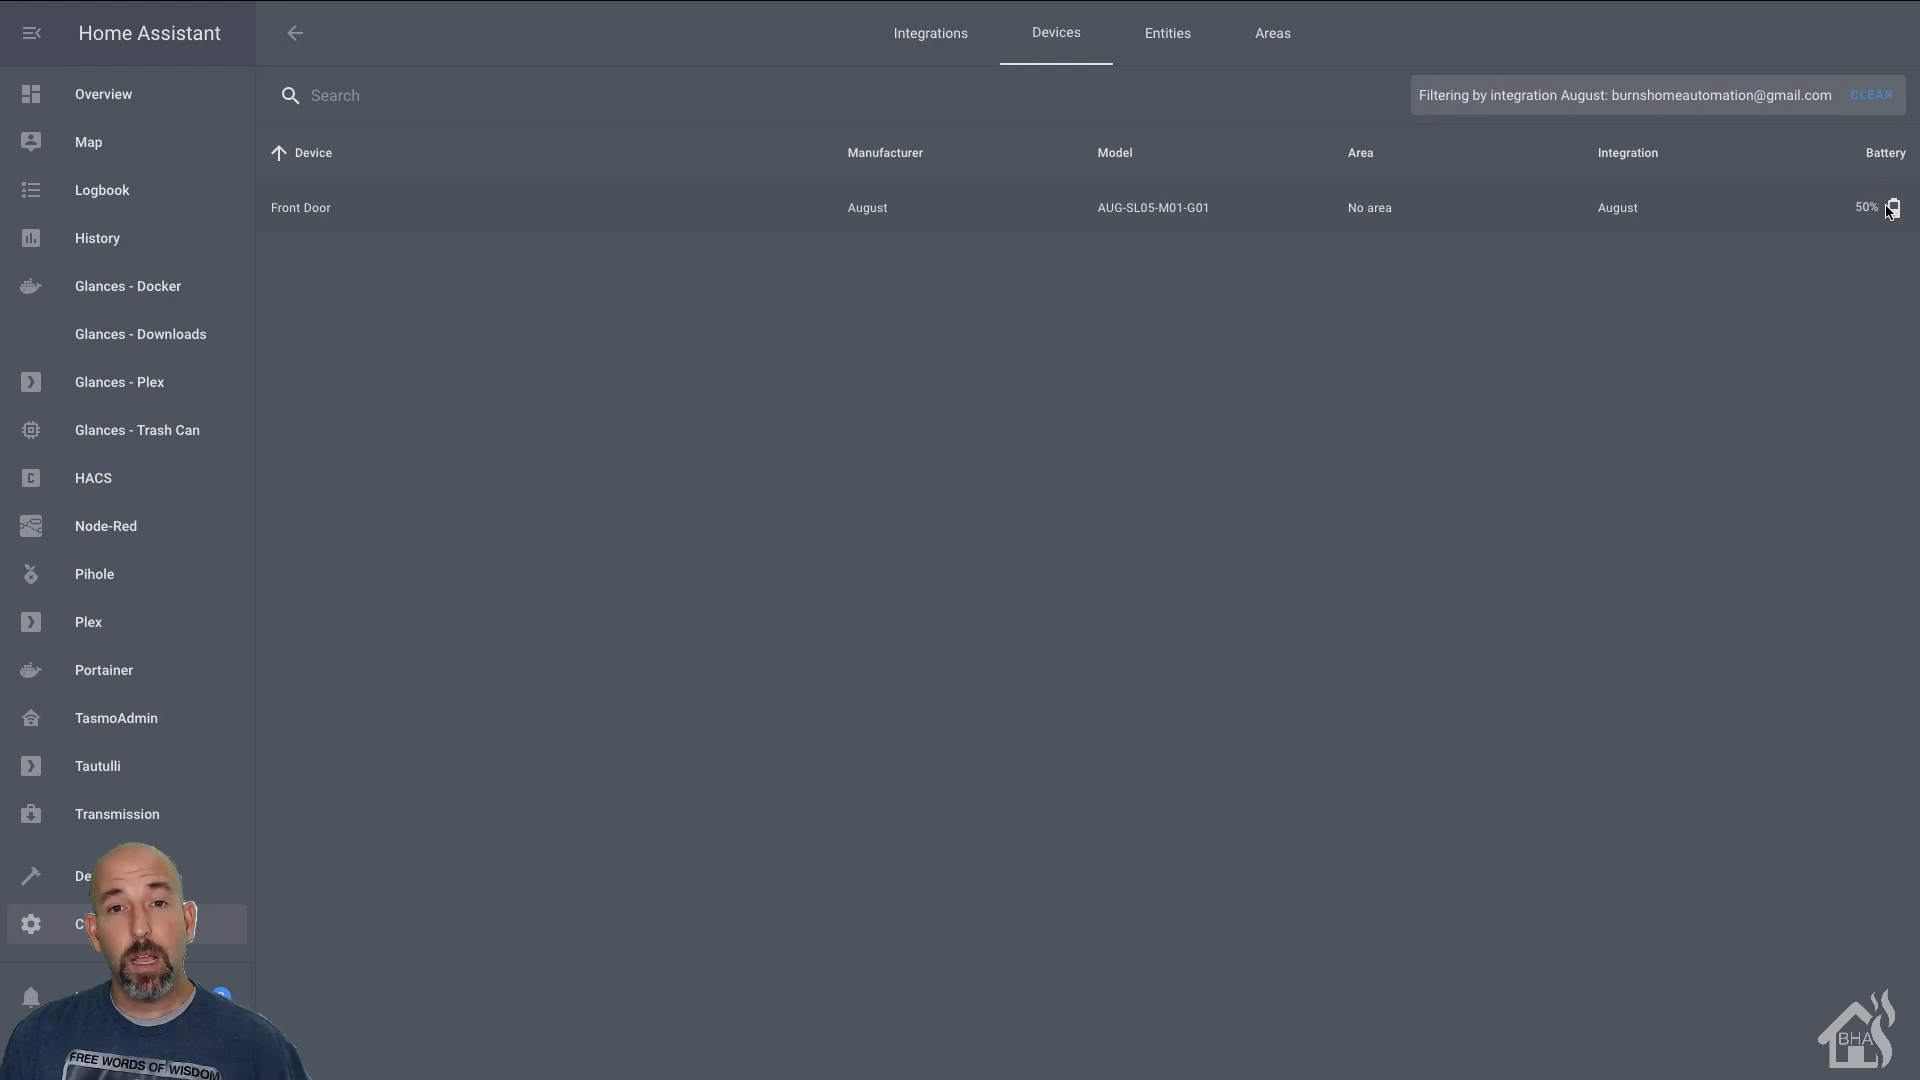 Home Assistant
Integrations
Devices
Entities
Areas
Search
Filtering by integration August: burnshomeautomation@gmail.com
CLEAR
Device
Manufacturer
Model
Area
Integration
Battery
Front Door
August
AUG-SL05-M01-G01
No area
August
50%
Overview
Map
Logbook
History
Glances - Docker
Glances - Downloads
Glances - Plex
Glances - Trash Can
HACS
Node-Red
Pihole
Plex
Portainer
TasmoAdmin
Tautulli
Transmission
De
C
FREE WORDS OF WISDOM
BHA